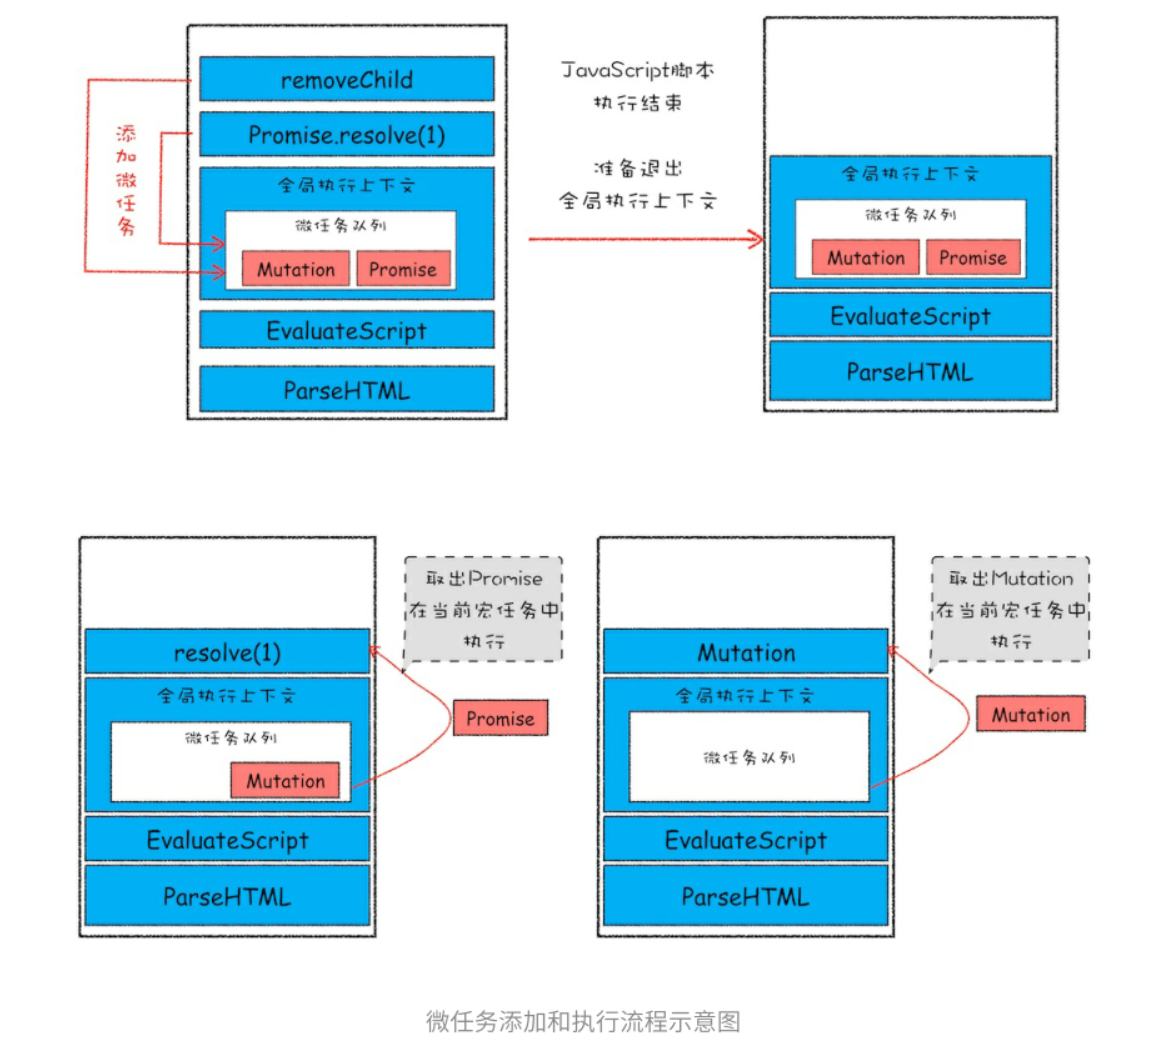 removeChild
Promise.resolve(1)
添
加
微
任
务
全局执行上下文
微任务队列
Mutation
Promise
EvaluateScript
ParseHTML
JavaScript脚本
执行结束
准备退出
全局执行上下文
全局执行上下文
微任务队列
Mutation
Promise
EvaluateScript
ParseHTML
resolve(1)
全局执行上下文
微任务队列
Mutation
EvaluateScript
ParseHTML
取出Promise
在当前宏任务中
执行
Promise
Mutation
全局执行上下文
微任务队列
EvaluateScript
ParseHTML
取出Mutation
在当前宏任务中
执行
Mutation
微任务添加和执行流程示意图